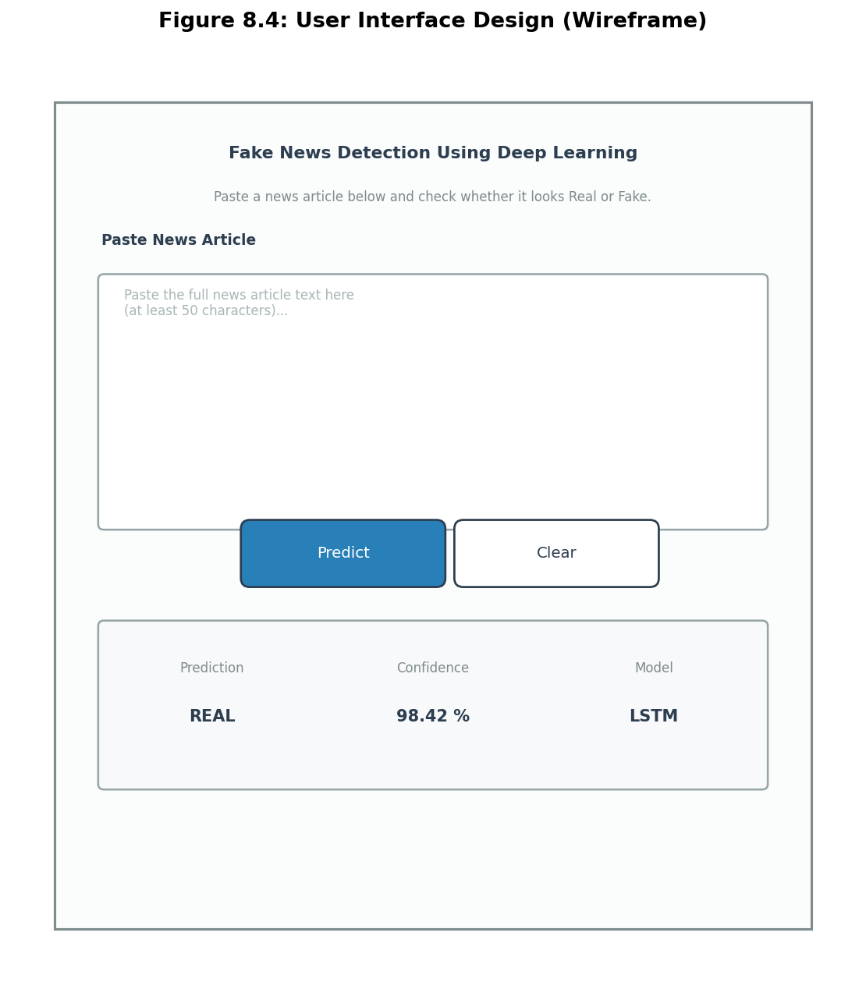 Figure 8.4: User Interface Design (Wireframe)
Fake News Detection Using Deep Learning
Paste a news article below and check whether it looks Real or Fake.
Paste News Article
Paste the full news article text here
(at least 50 characters)...
Predict
Clear
Prediction
Confidence
Model
REAL
98.42 %
LSTM